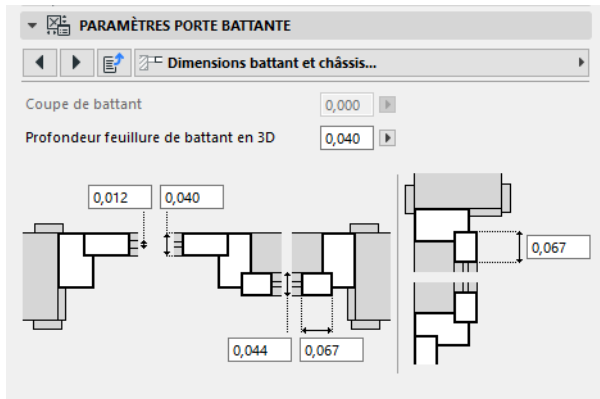 PARAMÈTRES PORTE BATTANTE
Dimensions battant et châssis...
Coupe de battant 0,000
Profondeur feuillure de battant en 3D 0,040
0,012 0,040
0,067
0,044 0,067